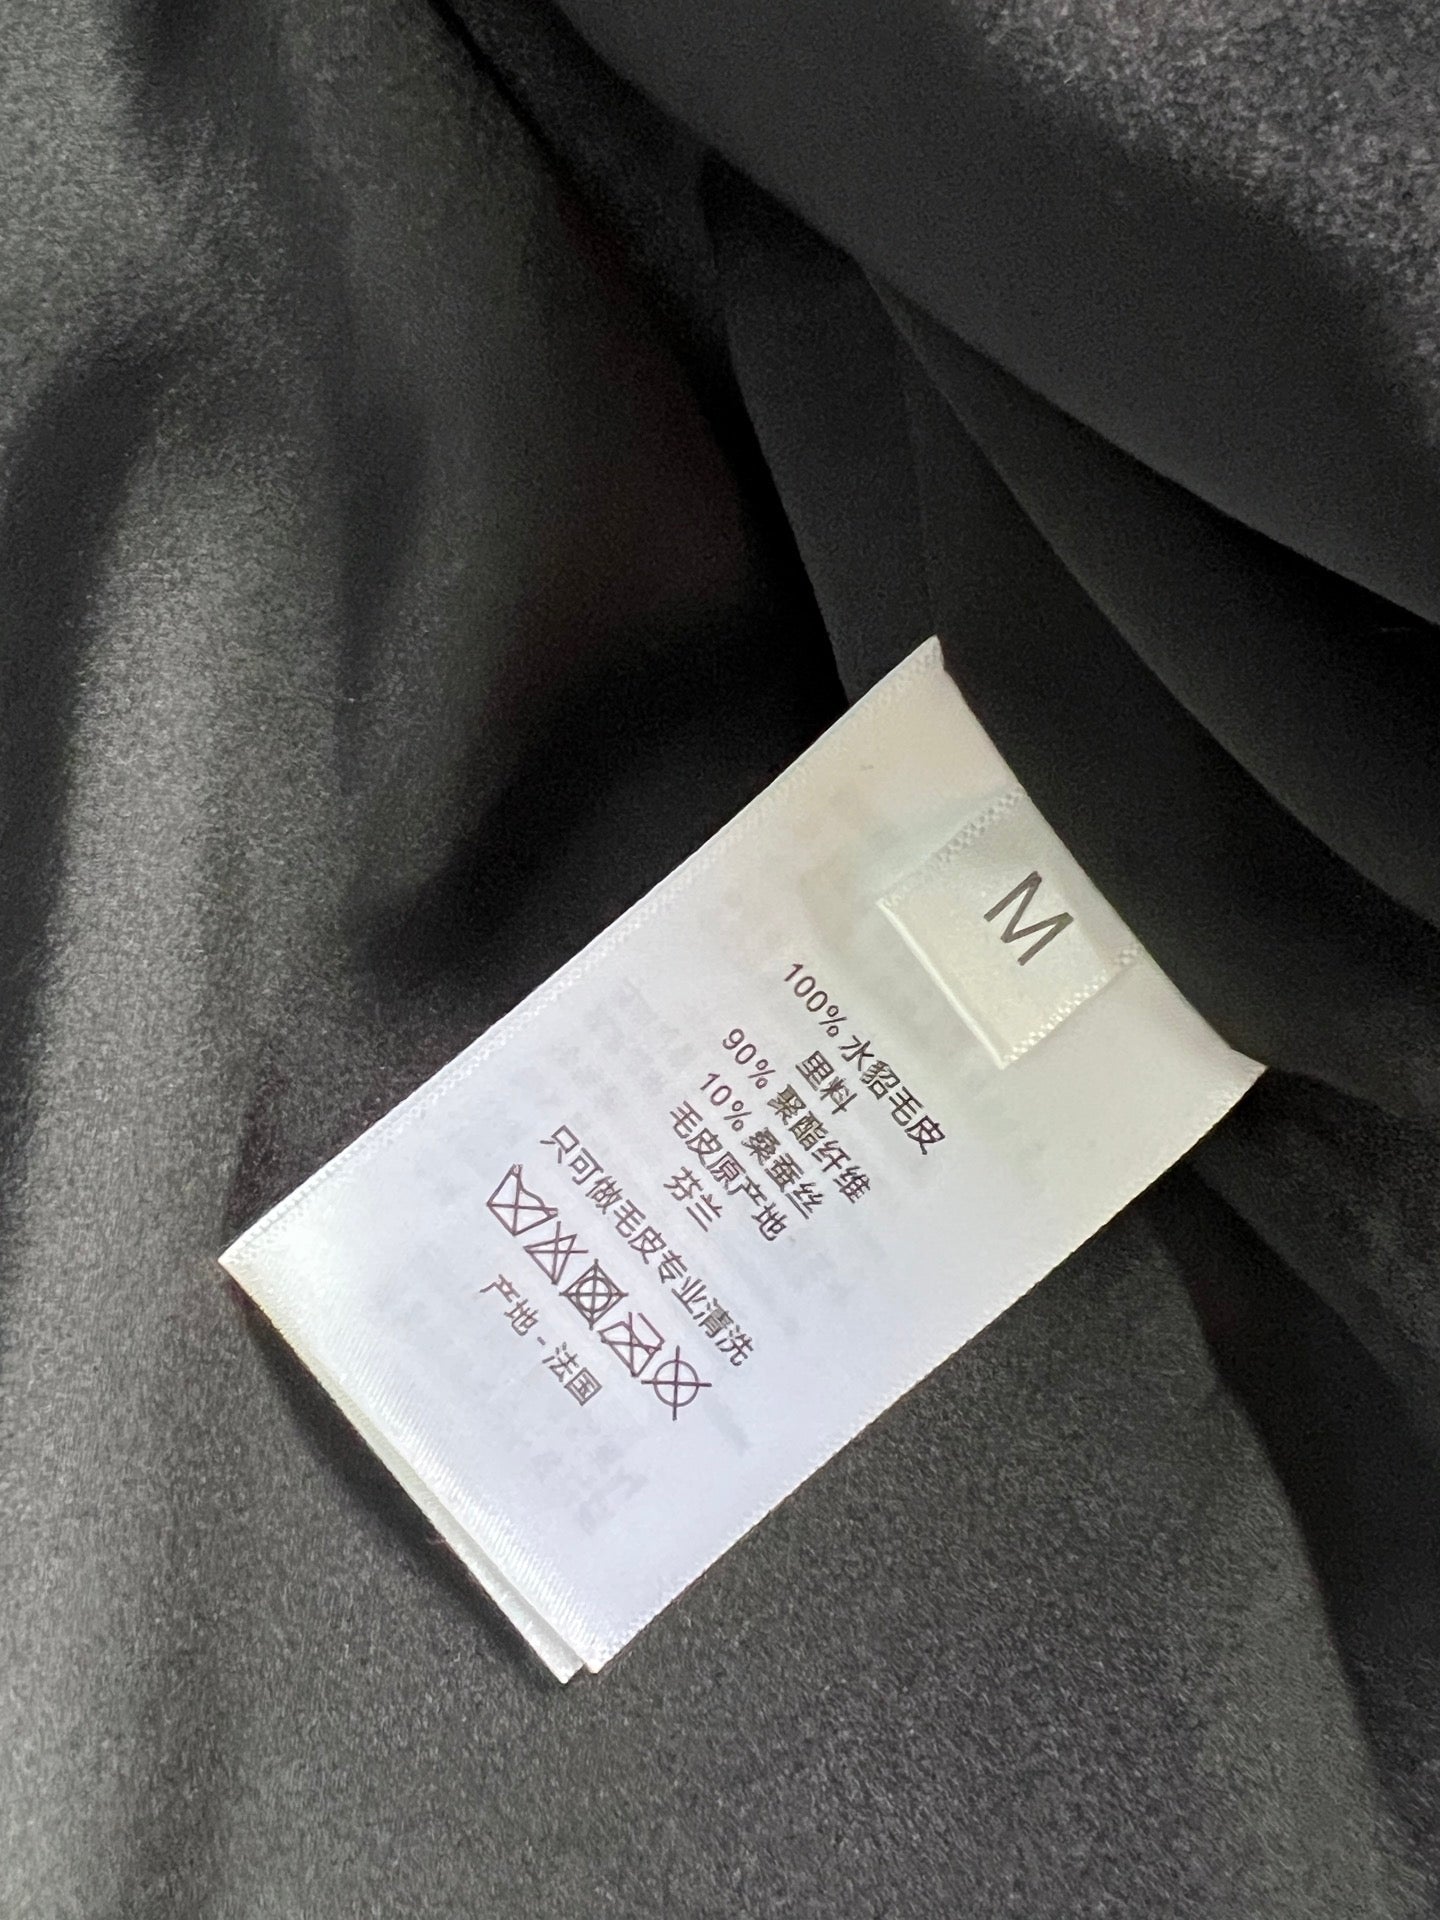 M
100% 水貂毛皮
里料
90% 聚酯纤维
10% 桑蚕丝
毛皮原产地
芬兰
只可做毛皮专业清洗
产地 - 法国